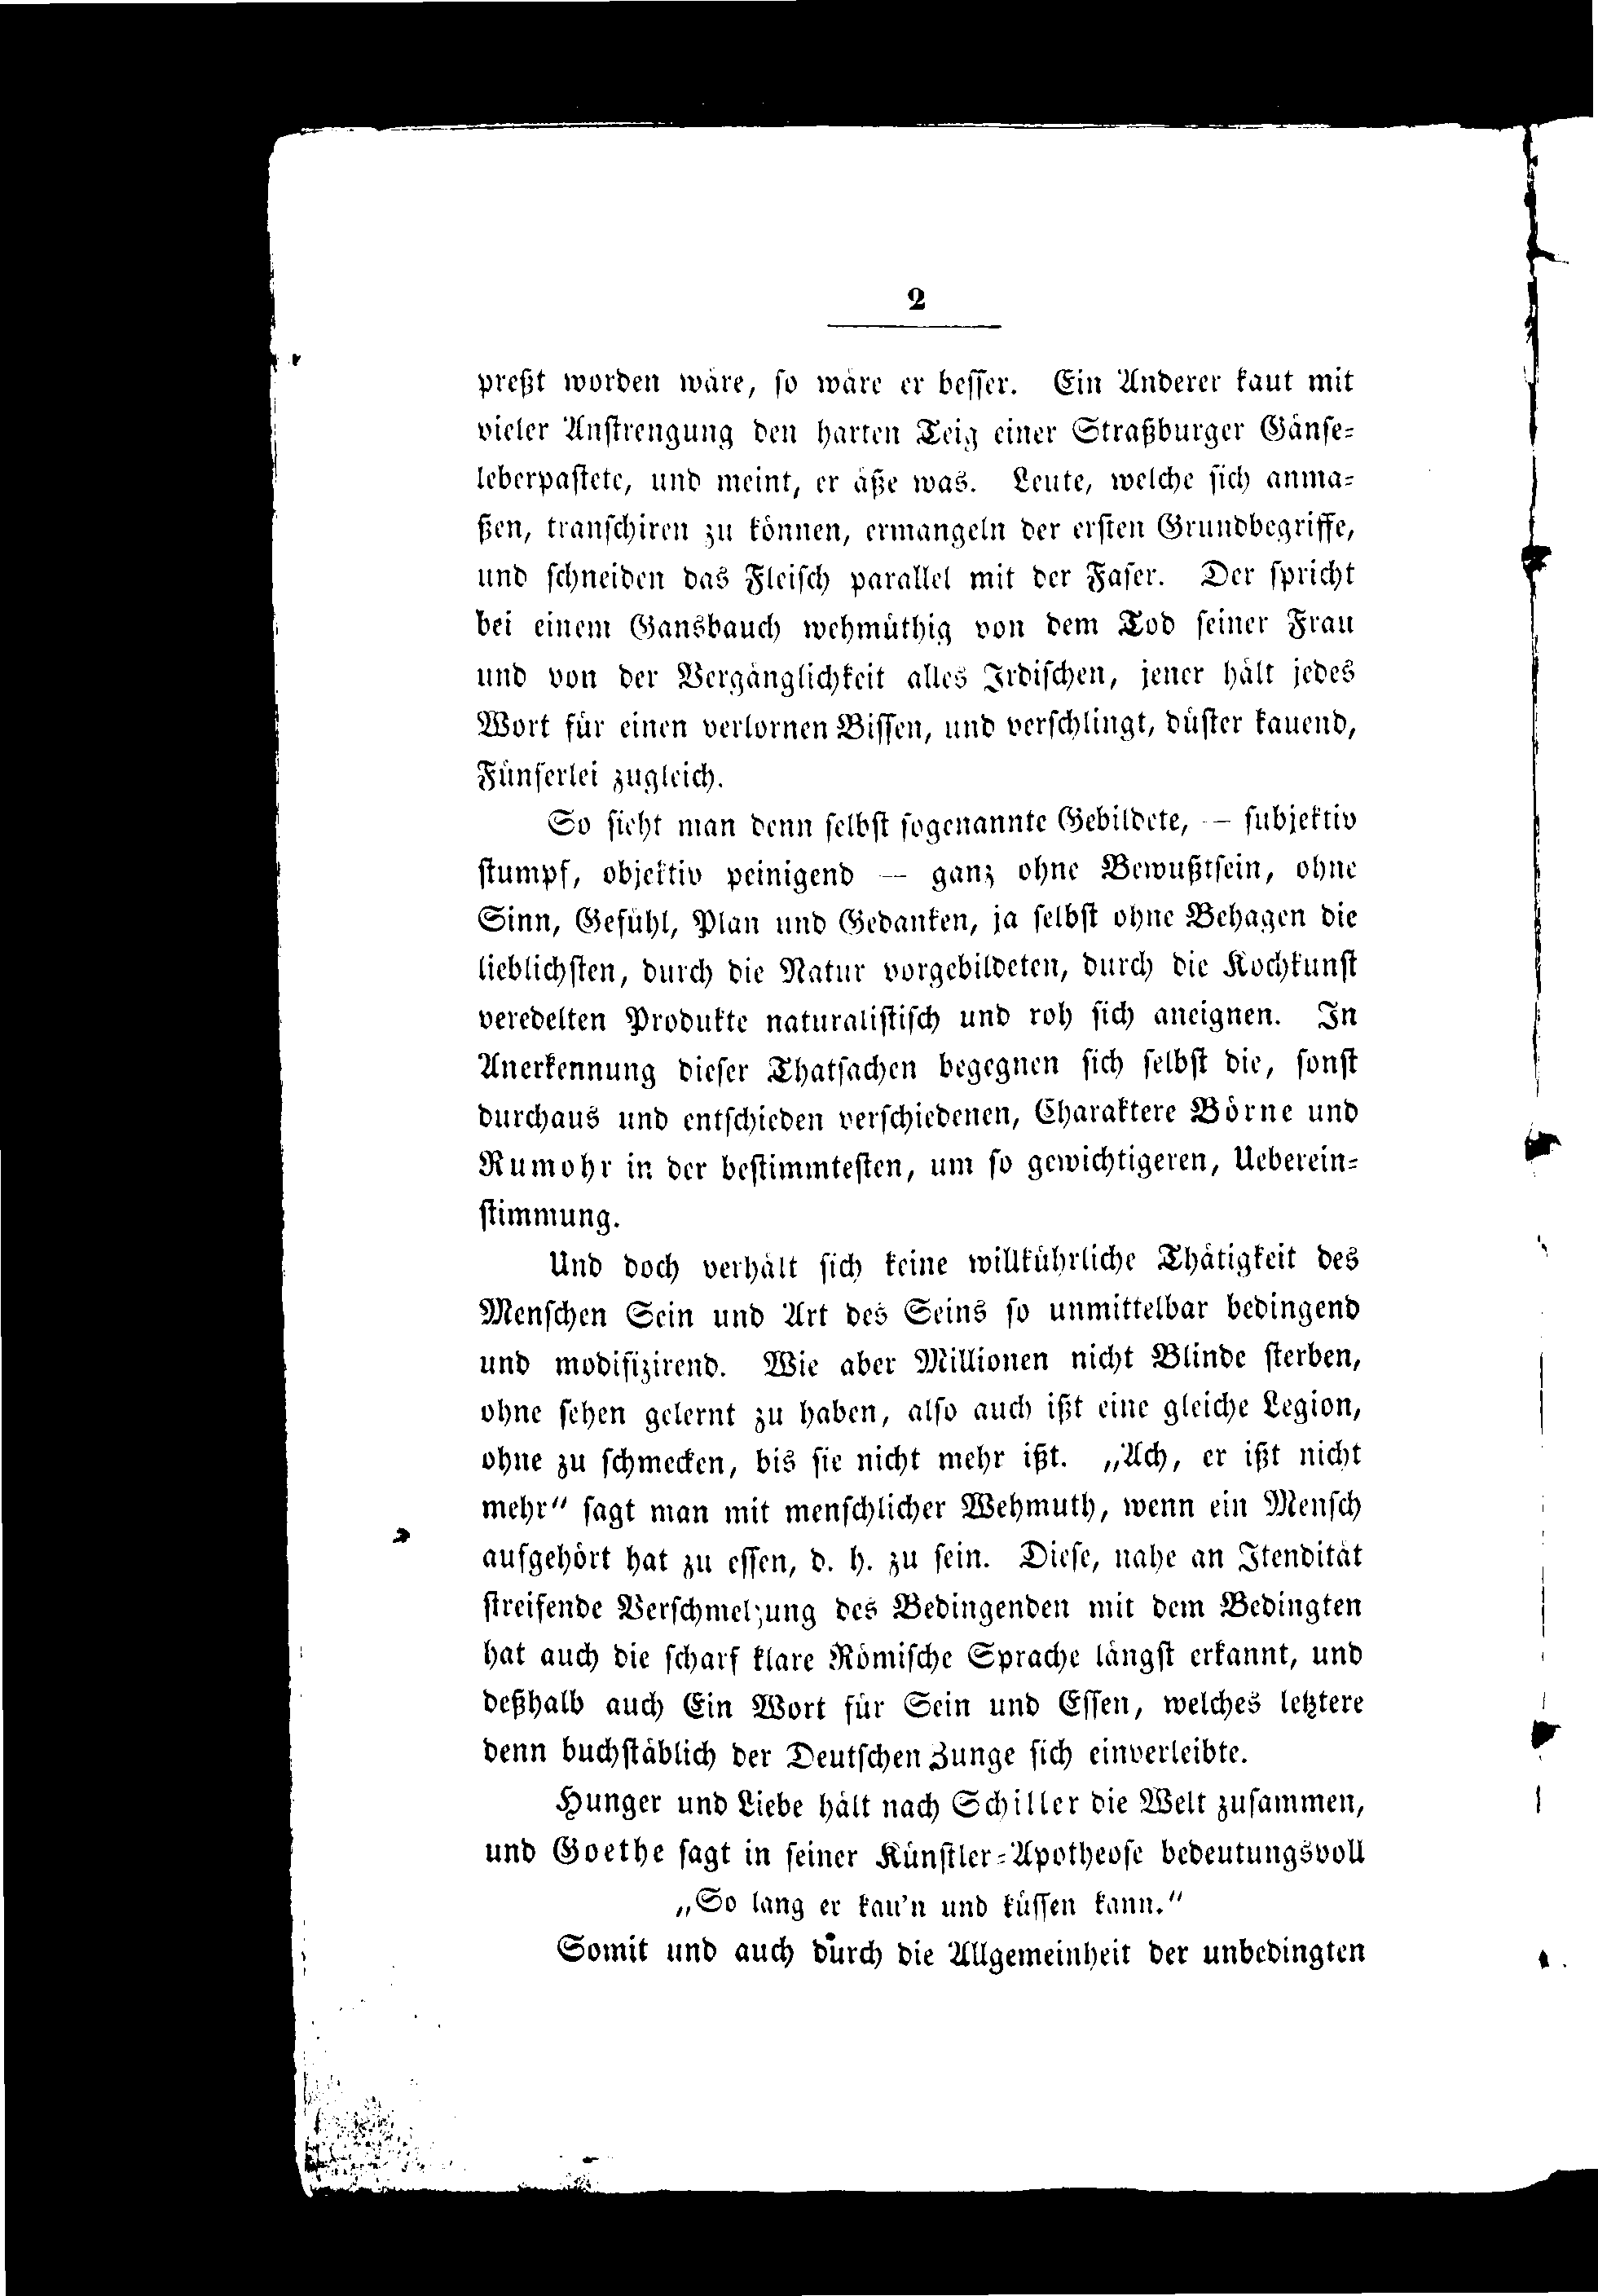 2
preßt worden wäre, so wäre er besser. Ein Anderer kaut mit
vieler Anstrengung den harten Teig einer Straßburger Gänse-
leberpastete, und meint, er äße was. Leute, welche sich anma-
ßen, transchiren zu können, ermangeln der ersten Grundbegriffe,
und schneiden das Fleisch parallel mit der Faser. Der spricht
bei einem Gansbauch wehmüthig von dem Tod seiner Frau
und von der Vergänglichkeit alles Irdischen, jener hält jedes
Wort für einen verlornen Bissen, und verschlingt, düster kauend,
Fünferlei zugleich.
So sieht man denn selbst sogenannte Gebildete, — subjektiv
stumpf, objektiv peinigend — ganz ohne Bewußtsein, ohne
Sinn, Gefühl, Plan und Gedanken, ja selbst ohne Behagen die
lieblichsten, durch die Natur vorgebildeten, durch die Kochkunst
veredelten Produkte naturalistisch und roh sich aneignen. In
Anerkennung dieser Thatsachen begegnen sich selbst die, sonst
durchaus und entschieden verschiedenen, Charaktere Börne und
Rumohr in der bestimmtesten, um so gewichtigeren, Ueberein-
stimmung.
Und doch verhält sich keine willkührliche Thätigkeit des
Menschen Sein und Art des Seins so unmittelbar bedingend
und modifizirend. Wie aber Millionen nicht Blinde sterben,
ohne sehen gelernt zu haben, also auch ißt eine gleiche Legion,
ohne zu schmecken, bis sie nicht mehr ißt. „Ach, er ißt nicht
mehr“ sagt man mit menschlicher Wehmuth, wenn ein Mensch
aufgehört hat zu essen, d. h. zu sein. Diese, nahe an Itendität
streifende Verschmelzung des Bedingenden mit dem Bedingten
hat auch die scharf klare Römische Sprache längst erkannt, und
deßhalb auch Ein Wort für Sein und Essen, welches letztere
denn buchstäblich der Deutschen Zunge sich einverleibte.
Hunger und Liebe hält nach Schiller die Welt zusammen,
und Goethe sagt in seiner Künstler-Apotheose bedeutungsvoll
„So lang er kau'n und küssen kann.“
Somit und auch durch die Allgemeinheit der unbedingten